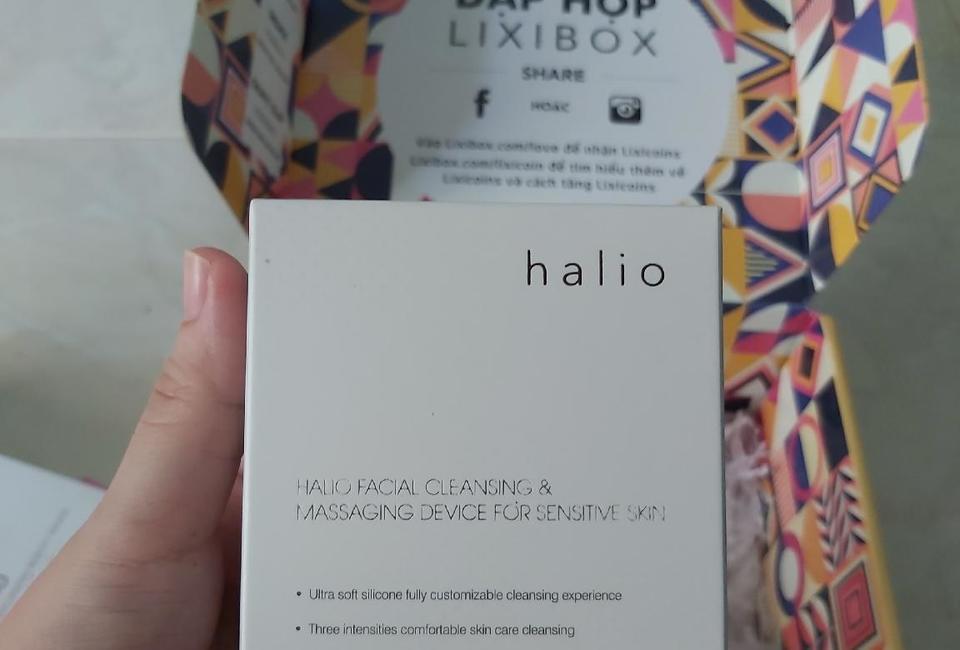 ĐẬP HỘP
LIXIBOX
SHARE
f HOẶC
Vào Lixibox.com/love để nhận Lixicoins
Lixibox.com/lixicoin để tìm hiểu thêm về
Lixicoins và cách tăng Lixicoins
halio
HALIO FACIAL CLEANSING &
MASSAGING DEVICE FOR SENSITIVE SKIN
• Ultra soft silicone fully customizable cleansing experience
• Three intensities comfortable skin care cleansing